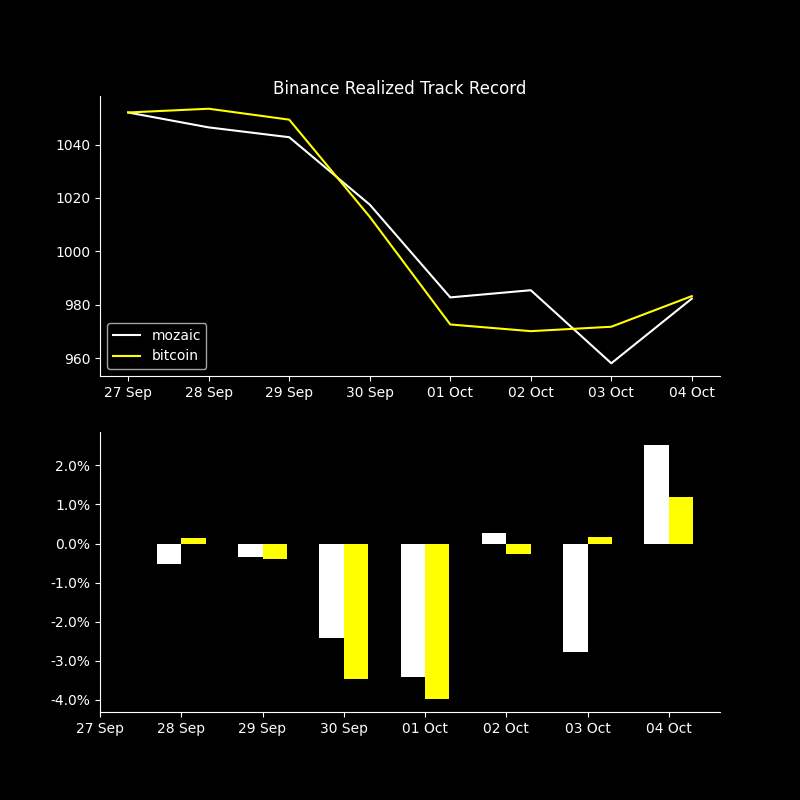 Binance Realized Track Record
1040
1020
1000
980
960
mozaic
bitcoin
27 Sep 28 Sep 29 Sep 30 Sep 01 Oct 02 Oct 03 Oct 04 Oct
2.0%
1.0%
0.0%
-1.0%
-2.0%
-3.0%
-4.0%
27 Sep 28 Sep 29 Sep 30 Sep 01 Oct 02 Oct 03 Oct 04 Oct